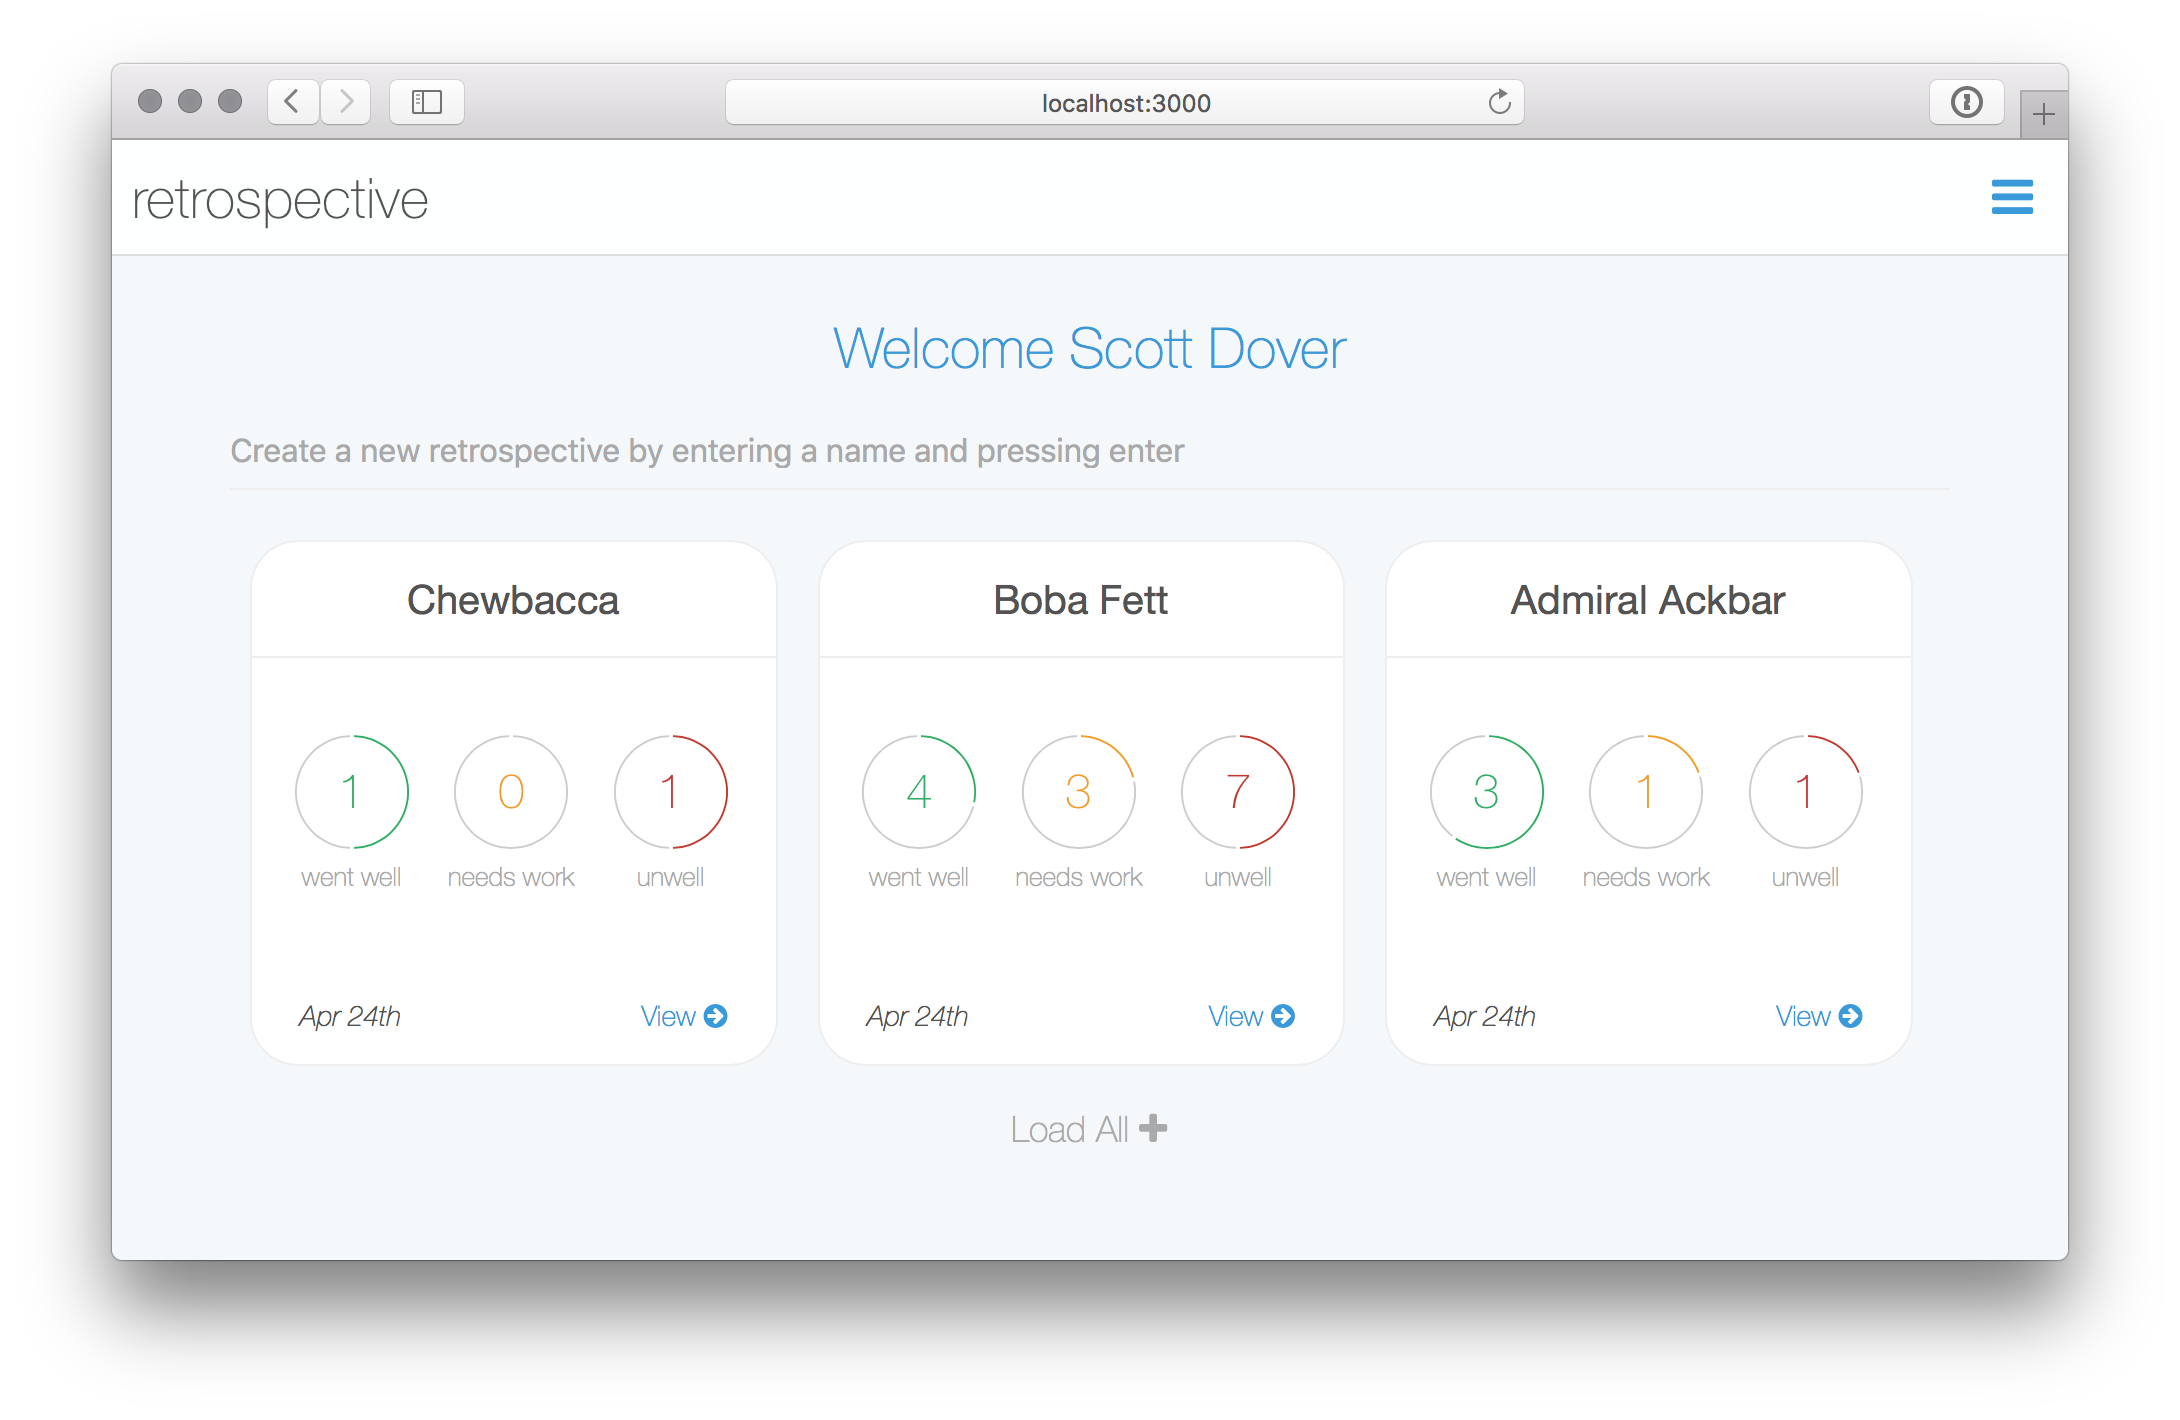 localhost:3000
retrospective
Welcome Scott Dover
Create a new retrospective by entering a name and pressing enter
Chewbacca
1 0 1
went well needs work unwell
Apr 24th View
Boba Fett
4 3 7
went well needs work unwell
Apr 24th View
Admiral Ackbar
3 1 1
went well needs work unwell
Apr 24th View
Load All